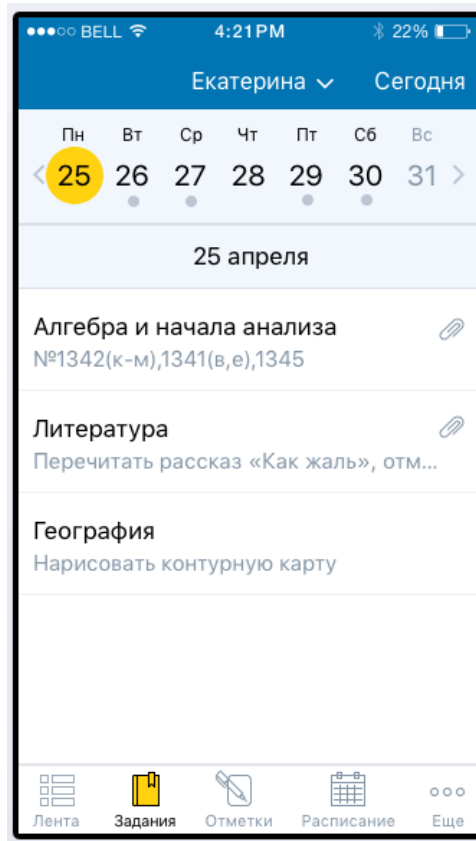 BELL 4:21PM 22%
Екатерина Сегодня
Пн Вт Ср Чт Пт Сб Вс
25 26 27 28 29 30 31
25 апреля
Алгебра и начала анализа
№1342(к-м),1341(в,е),1345
Литература
Перечитать рассказ «Как жаль», отм...
География
Нарисовать контурную карту
Лента Задания Отметки Расписание Еще